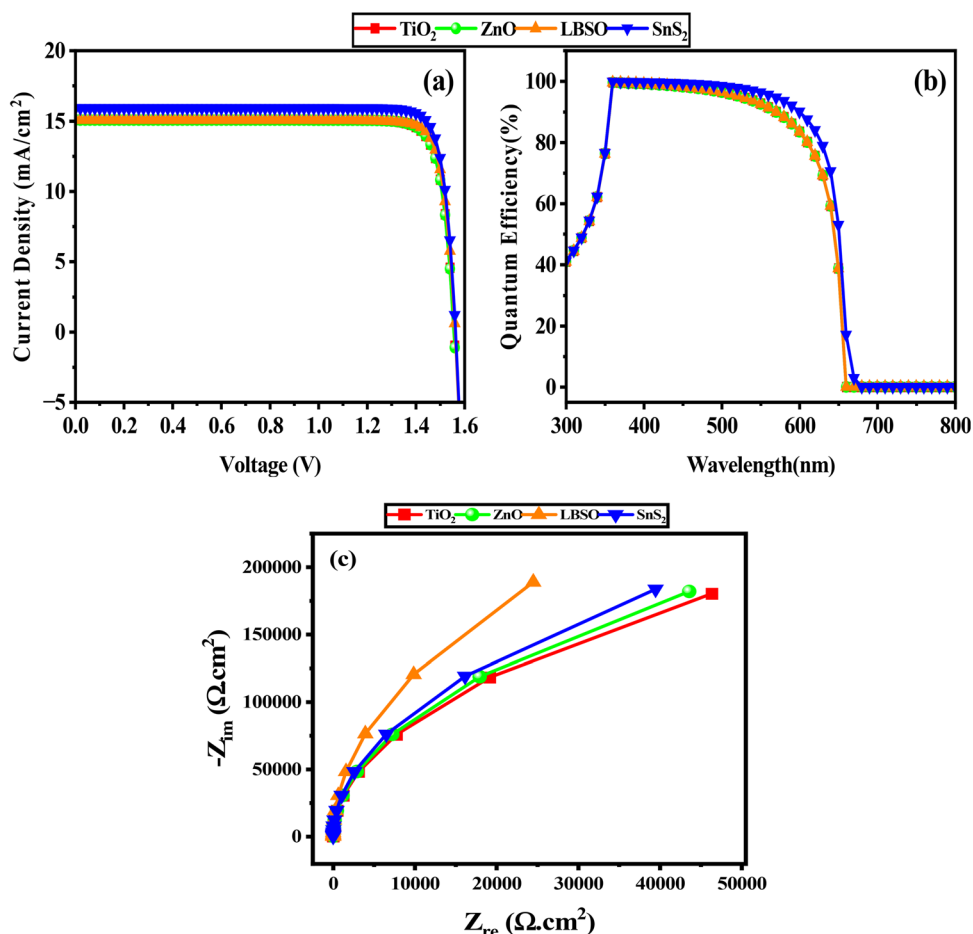 TiO₂ ZnO LBSO SnS₂
(a)
Current Density (mA/cm²)
20
15
10
5
0
−5
0.0 0.2 0.4 0.6 0.8 1.0 1.2 1.4 1.6
Voltage (V)
(b)
Quantum Efficiency(%)
100
80
60
40
20
0
300 400 500 600 700 800
Wavelength(nm)
TiO₂ ZnO LBSO SnS₂
(c)
-Zim (Ω.cm²)
200000
150000
100000
50000
0
0 10000 20000 30000 40000 50000
Zre (Ω.cm²)